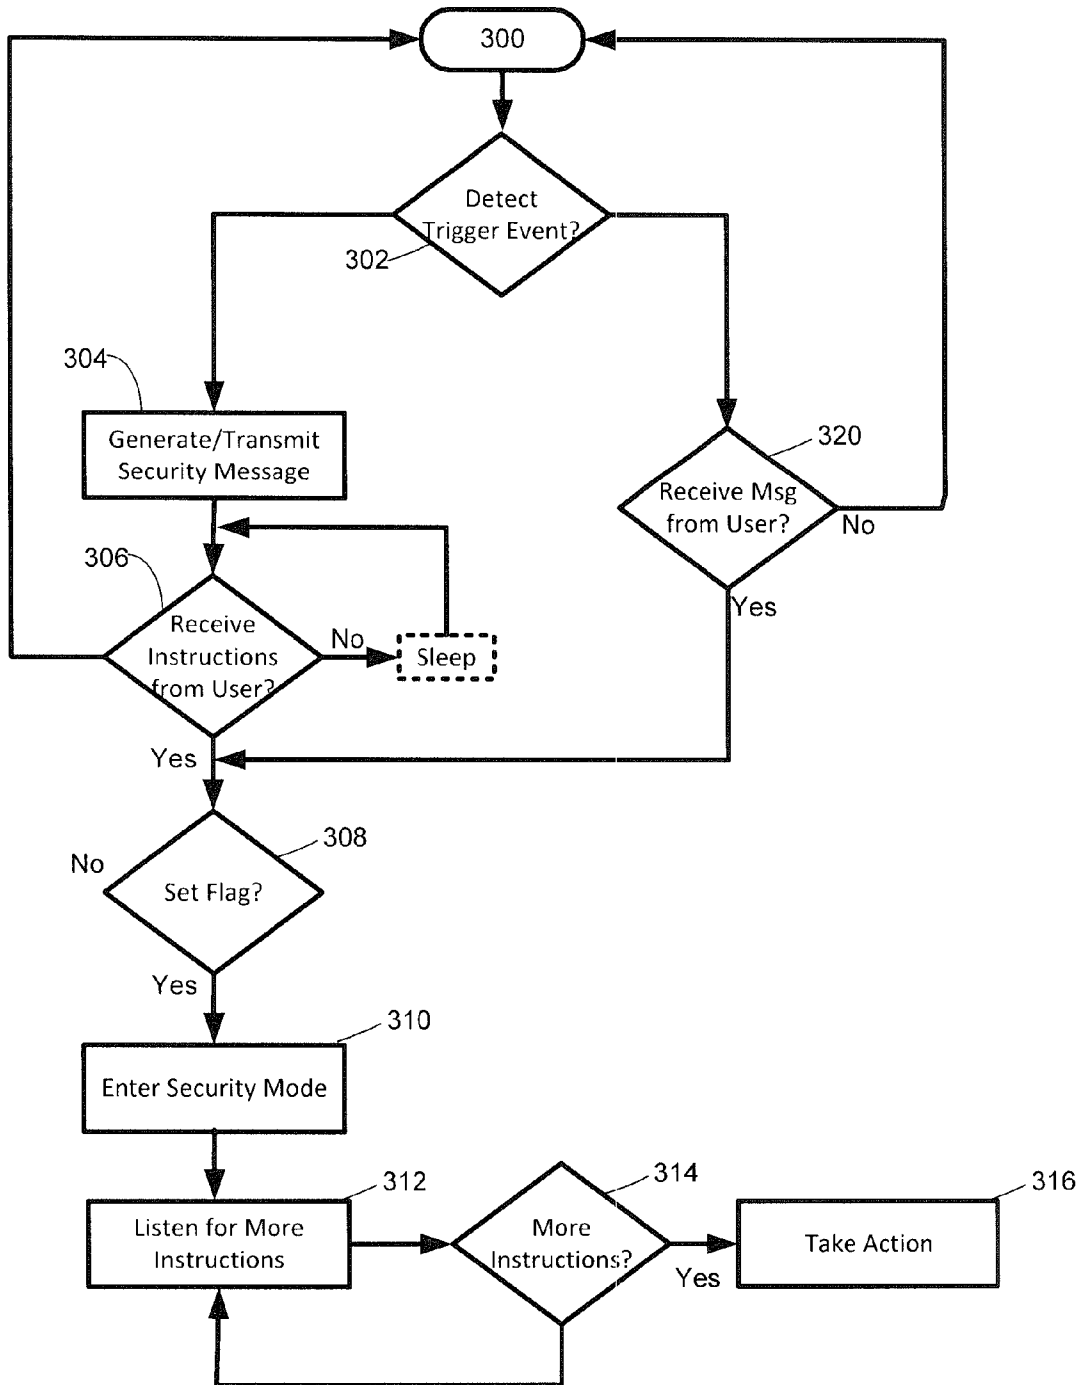 300
Detect
Trigger Event?
302
304
Generate/Transmit
Security Message
320
Receive Msg
from User?
No
Yes
306
Receive
Instructions
from User?
No
Sleep
Yes
308
No
Set Flag?
Yes
310
Enter Security Mode
312
Listen for More
Instructions
314
More
Instructions?
Yes
316
Take Action